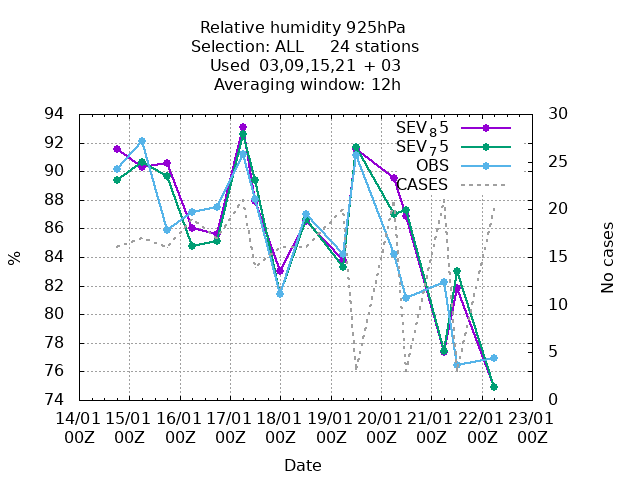 Relative humidity 925hPa
Selection: ALL 24 stations
Used 03,09,15,21 + 03
Averaging window: 12h
94 30
92
90 25
88
86 20
84 15
82
80 10
78
76 5
74 0
SEV₈5
SEV₇5
OBS
CASES
%
No cases
14/01 15/01 16/01 17/01 18/01 19/01 20/01 21/01 22/01 23/01
00Z 00Z 00Z 00Z 00Z 00Z 00Z 00Z 00Z 00Z
Date